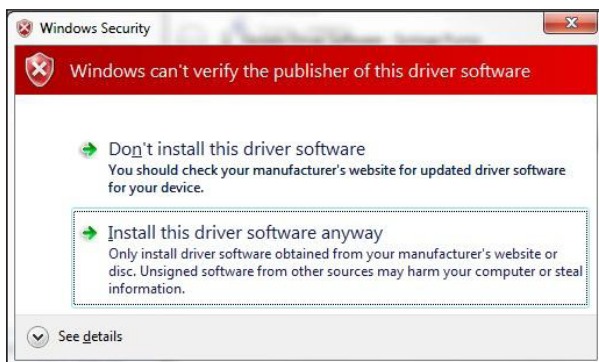 Windows Security
Windows can't verify the publisher of this driver software
Don't install this driver software
You should check your manufacturer's website for updated driver software
for your device.
Install this driver software anyway
Only install driver software obtained from your manufacturer's website or
disc. Unsigned software from other sources may harm your computer or steal
information.
See details